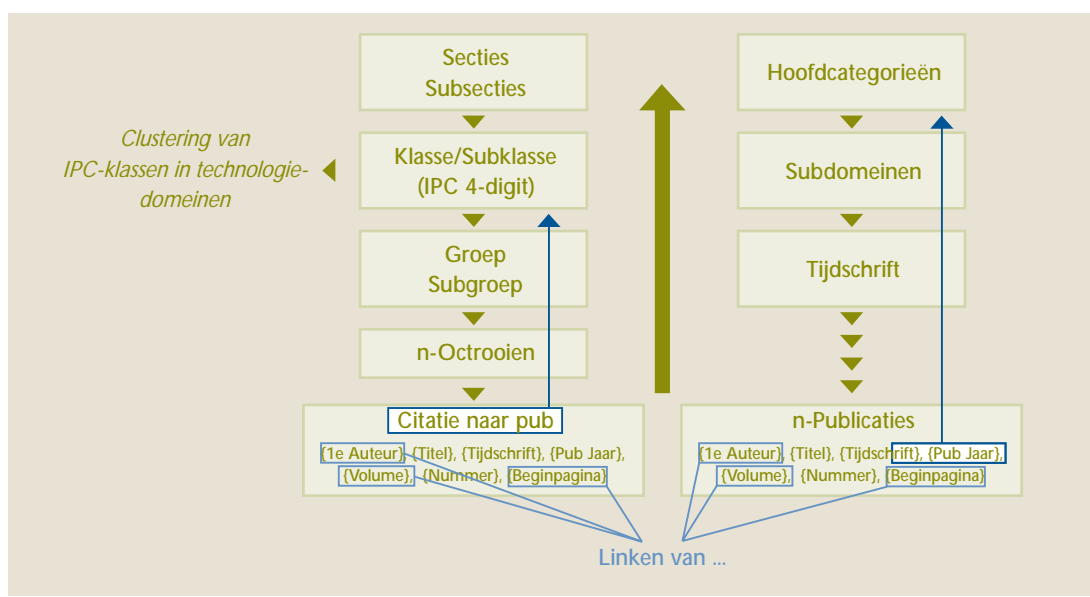 Secties
Subsecties
Hoofdcategorieën
Clustering van
IPC-klassen in technologie-
domeinen
Klasse/Subklasse
(IPC 4-digit)
Subdomeinen
Groep
Subgroep
Tijdschrift
n-Octrooien
Citatie naar pub
{1e Auteur}, {Titel}, {Tijdschrift}, {Pub Jaar},
{Volume}, {Nummer}, {Beginpagina}
n-Publicaties
{1e Auteur}, {Titel}, {Tijdschrift}, {Pub Jaar},
{Volume}, {Nummer}, {Beginpagina}
Linken van ...